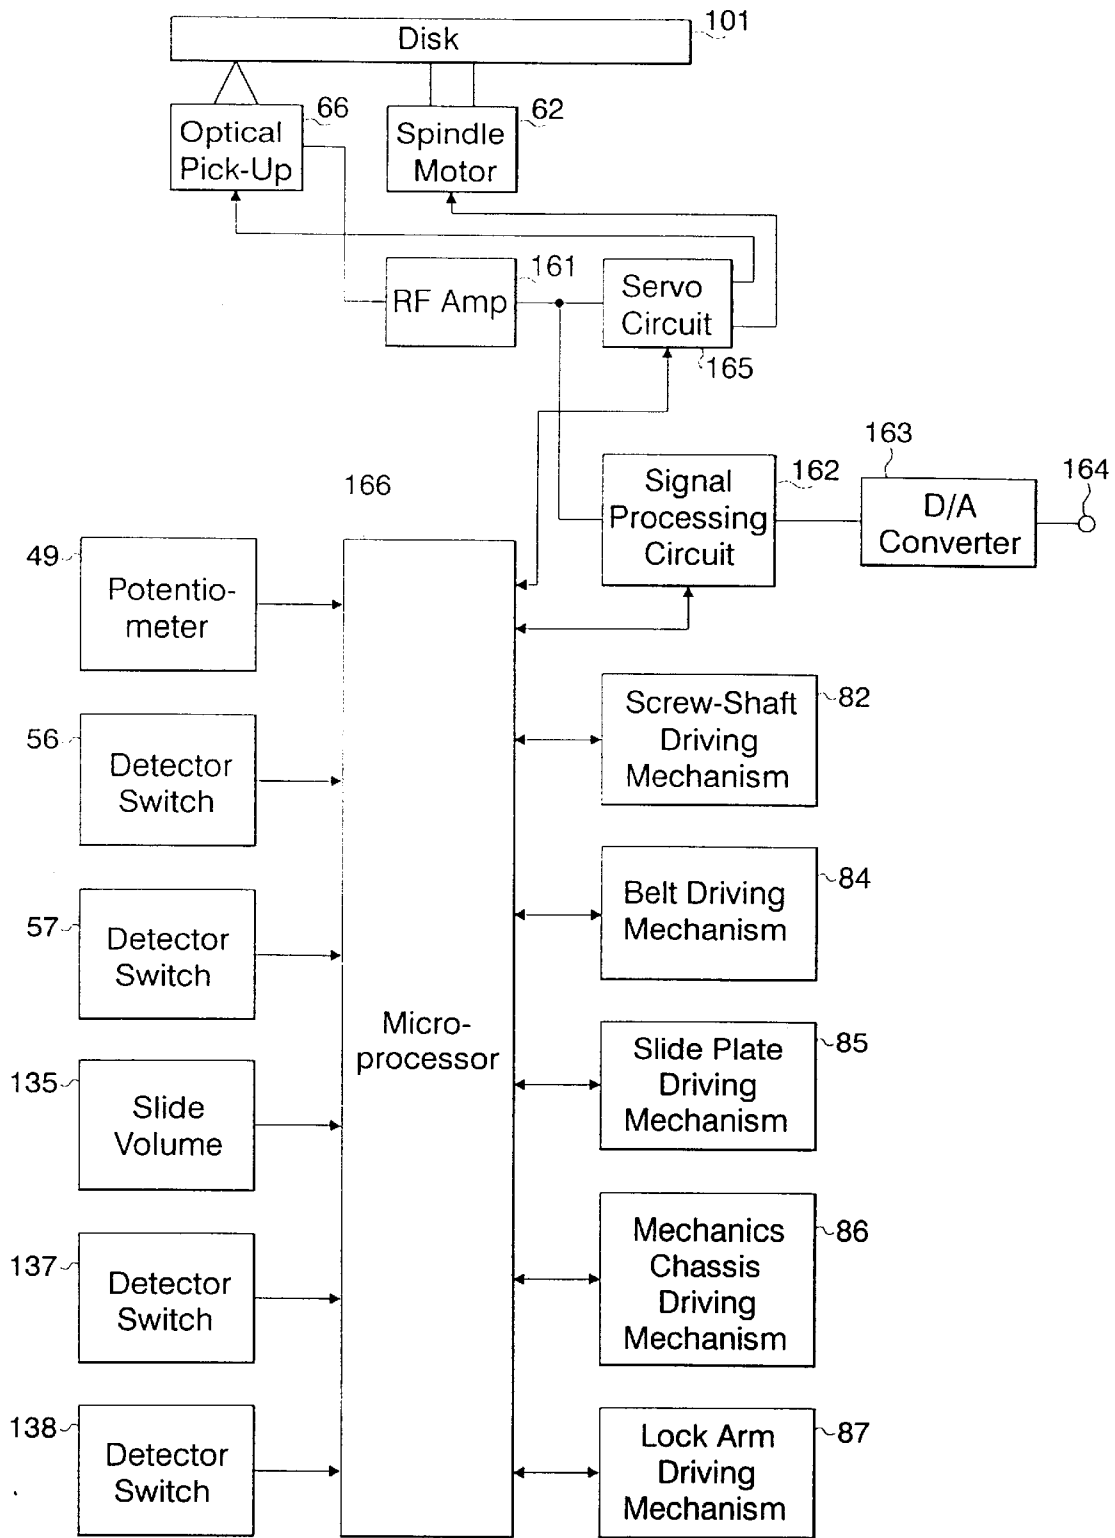 101
Disk
66
Optical
Pick-Up
62
Spindle
Motor
161
RF Amp
Servo
Circuit
165
166
Signal
Processing
Circuit
162
163
D/A
Converter
164
49
Potentio-
meter
56
Detector
Switch
57
Detector
Switch
135
Slide
Volume
137
Detector
Switch
138
Detector
Switch
Micro-
processor
Screw-Shaft
Driving
Mechanism
82
Belt Driving
Mechanism
84
Slide Plate
Driving
Mechanism
85
Mechanics
Chassis
Driving
Mechanism
86
Lock Arm
Driving
Mechanism
87